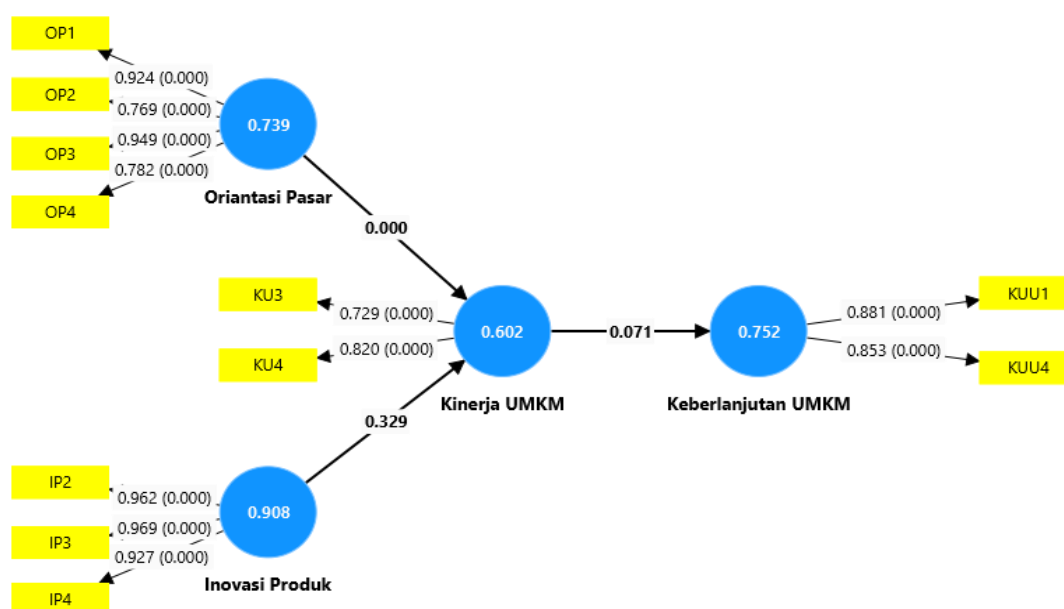 OP1
0.924 (0.000)
OP2
0.769 (0.000)
0.949 (0.000)
OP3
0.782 (0.000)
OP4
0.739
Oriantasi Pasar
0.000
KU3
0.729 (0.000)
KU4
0.820 (0.000)
0.602
Kinerja UMKM
0.071
0.752
Keberlanjutan UMKM
KUU1
0.881 (0.000)
0.853 (0.000)
KUU4
0.329
IP2
0.962 (0.000)
IP3
0.969 (0.000)
0.927 (0.000)
IP4
0.908
Inovasi Produk